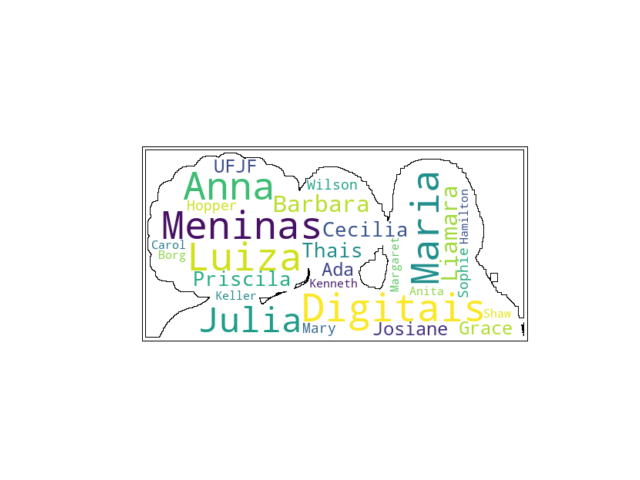 UFJF
Anna
Wilson
Hopper
Barbara
Meninas
Cecilia
Carol
Borg
Luiza
Thais
Ada
Priscila
Kenneth
Keller
Julia
Digitais
Mary
Josiane
Grace
Shaw
Anita
Margaret
Maria
Liamara
Sophie
Hamilton